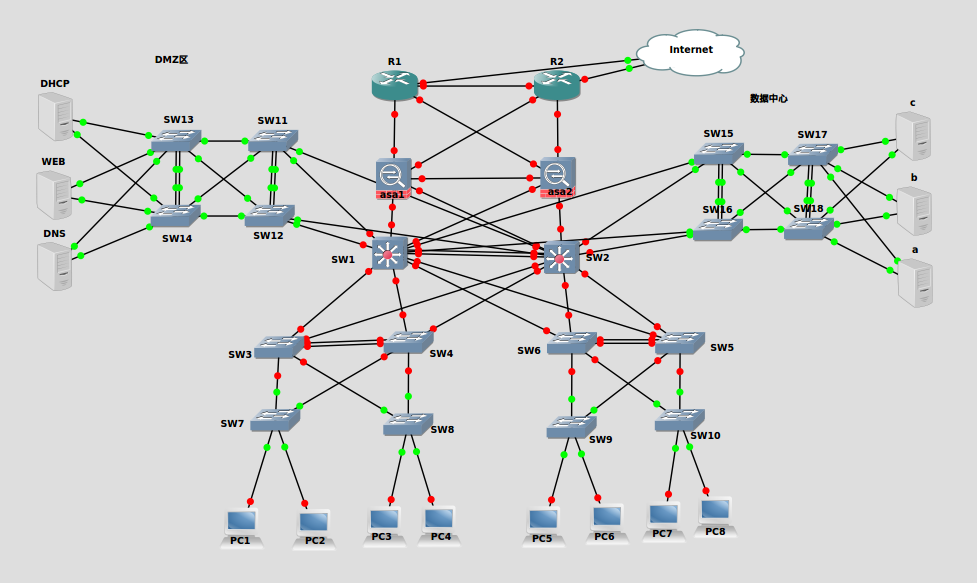 Internet
R1
R2
DMZ区
DHCP
数据中心
c
SW13
SW11
SW15
SW17
WEB
asa1
asa2
b
SW16
SW18
DNS
SW14
SW12
SW1
SW2
a
SW3
SW4
SW6
SW5
SW7
SW8
SW9
SW10
PC1
PC2
PC3
PC4
PC5
PC6
PC7
PC8